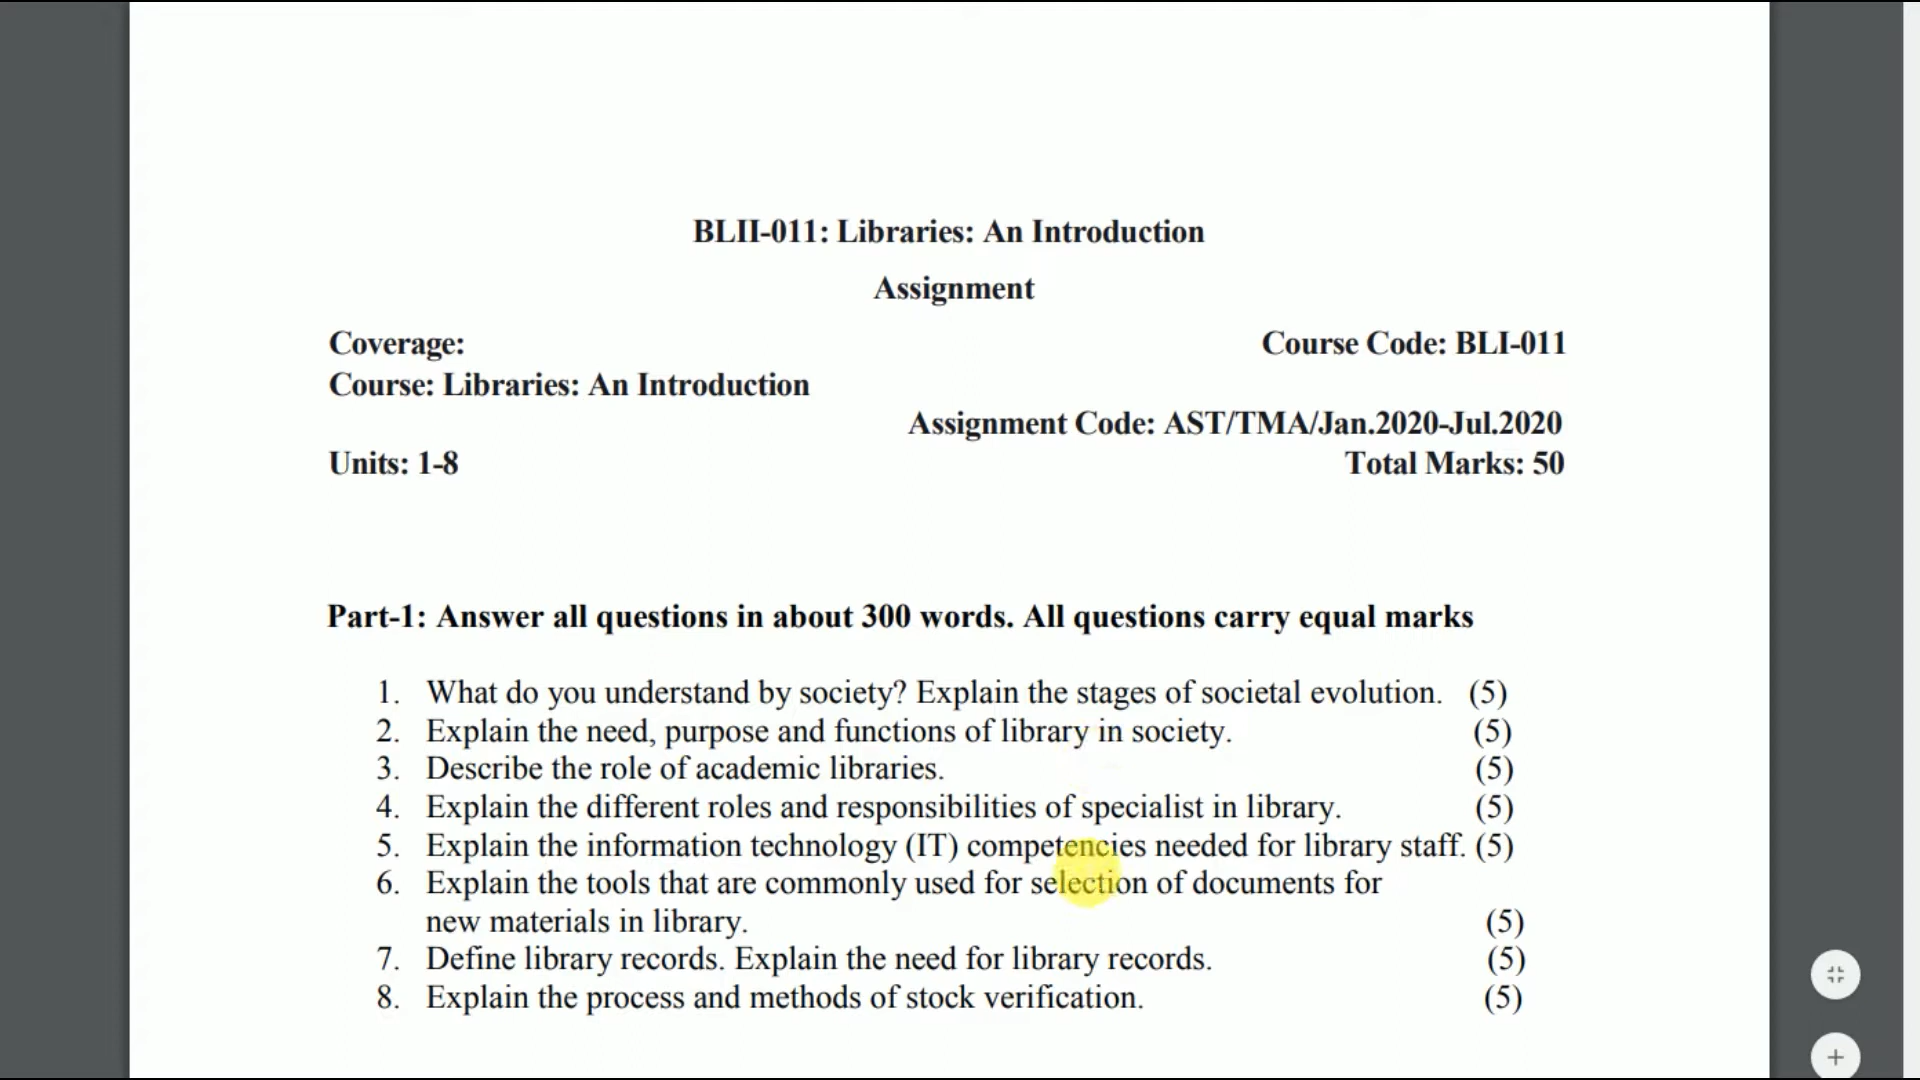 BLII-011: Libraries: An Introduction
Assignment
Coverage: Course Code: BLI-011
Course: Libraries: An Introduction
Assignment Code: AST/TMA/Jan.2020-Jul.2020
Units: 1-8 Total Marks: 50
Part-1: Answer all questions in about 300 words. All questions carry equal marks
1. What do you understand by society? Explain the stages of societal evolution. (5)
2. Explain the need, purpose and functions of library in society. (5)
3. Describe the role of academic libraries. (5)
4. Explain the different roles and responsibilities of specialist in library. (5)
5. Explain the information technology (IT) competencies needed for library staff. (5)
6. Explain the tools that are commonly used for selection of documents for
new materials in library. (5)
7. Define library records. Explain the need for library records. (5)
8. Explain the process and methods of stock verification. (5)